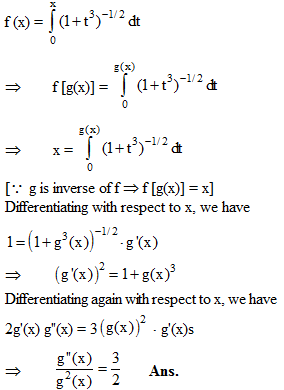 f(x) = ∫₀ˣ (1+t³)^(−1/2) dt
⇒ f[g(x)] = ∫₀^g(x) (1+t³)^(−1/2) dt
⇒ x = ∫₀^g(x) (1+t³)^(−1/2) dt
[∵ g is inverse of f ⇒ f[g(x)] = x]
Differentiating with respect to x, we have
1 = (1+g³(x))^(−1/2) · g'(x)
⇒ (g'(x))² = 1+g(x)³
Differentiating again with respect to x, we have
2g'(x) g"(x) = 3(g(x))² · g'(x)s
⇒ g"(x)/g²(x) = 3/2 Ans.